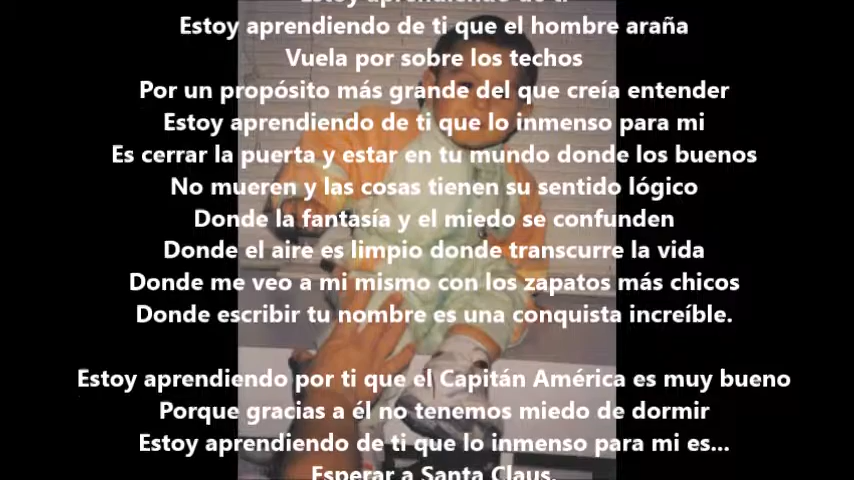 Estoy aprendiendo de ti
Estoy aprendiendo de ti que el hombre araña
Vuela por sobre los techos
Por un propósito más grande del que creía entender
Estoy aprendiendo de ti que lo inmenso para mi
Es cerrar la puerta y estar en tu mundo donde los buenos
No mueren y las cosas tienen su sentido lógico
Donde la fantasía y el miedo se confunden
Donde el aire es limpio donde transcurre la vida
Donde me veo a mi mismo con los zapatos más chicos
Donde escribir tu nombre es una conquista increíble.
Estoy aprendiendo por ti que el Capitán América es muy bueno
Porque gracias a él no tenemos miedo de dormir
Estoy aprendiendo de ti que lo inmenso para mi es...
Esperar a Santa Claus.